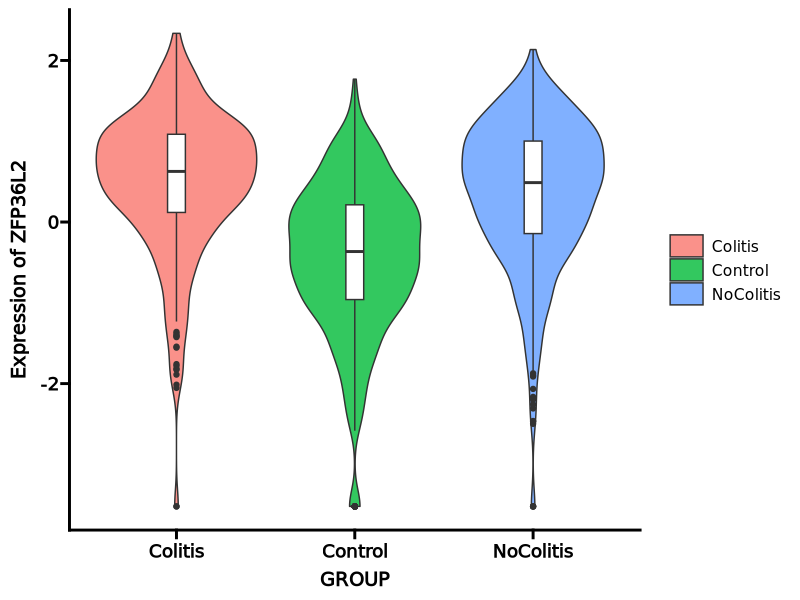 Expression of ZFP36L2
2
0
-2
Colitis
Control
NoColitis
GROUP
Colitis
Control
NoColitis